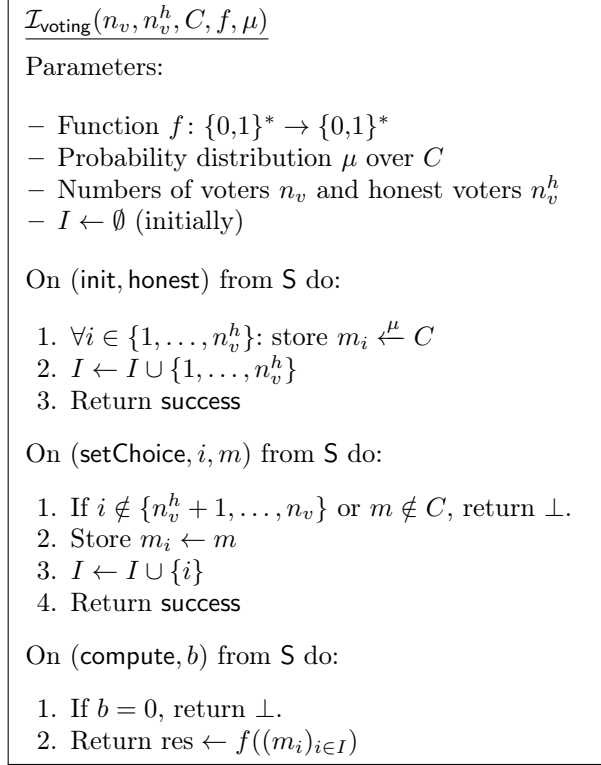 𝓘_voting(n_v, n_v^h, C, f, μ)
Parameters:
– Function f: {0,1}* → {0,1}*
– Probability distribution μ over C
– Numbers of voters n_v and honest voters n_v^h
– I ← ∅ (initially)
On (init, honest) from S do:
1. ∀i ∈ {1, …, n_v^h}: store m_i ←^μ C
2. I ← I ∪ {1, …, n_v^h}
3. Return success
On (setChoice, i, m) from S do:
1. If i ∉ {n_v^h + 1, …, n_v} or m ∉ C, return ⊥.
2. Store m_i ← m
3. I ← I ∪ {i}
4. Return success
On (compute, b) from S do:
1. If b = 0, return ⊥.
2. Return res ← f((m_i)_{i∈I})